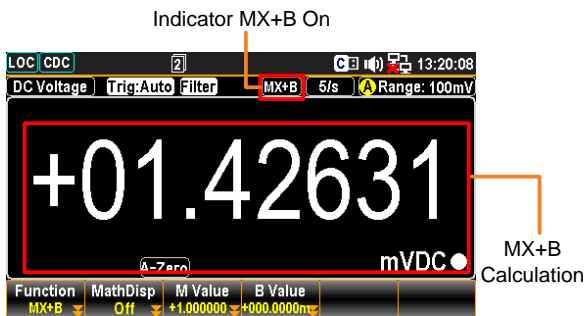 Indicator MX+B On
LOC CDC 2 C 13:20:08
DC Voltage Trig:Auto Filter MX+B 5/s A Range: 100mV
+01.42631
A-Zero mVDC
MX+B
Calculation
Function MathDisp M Value B Value
MX+B Off +1.000000 +000.0000m